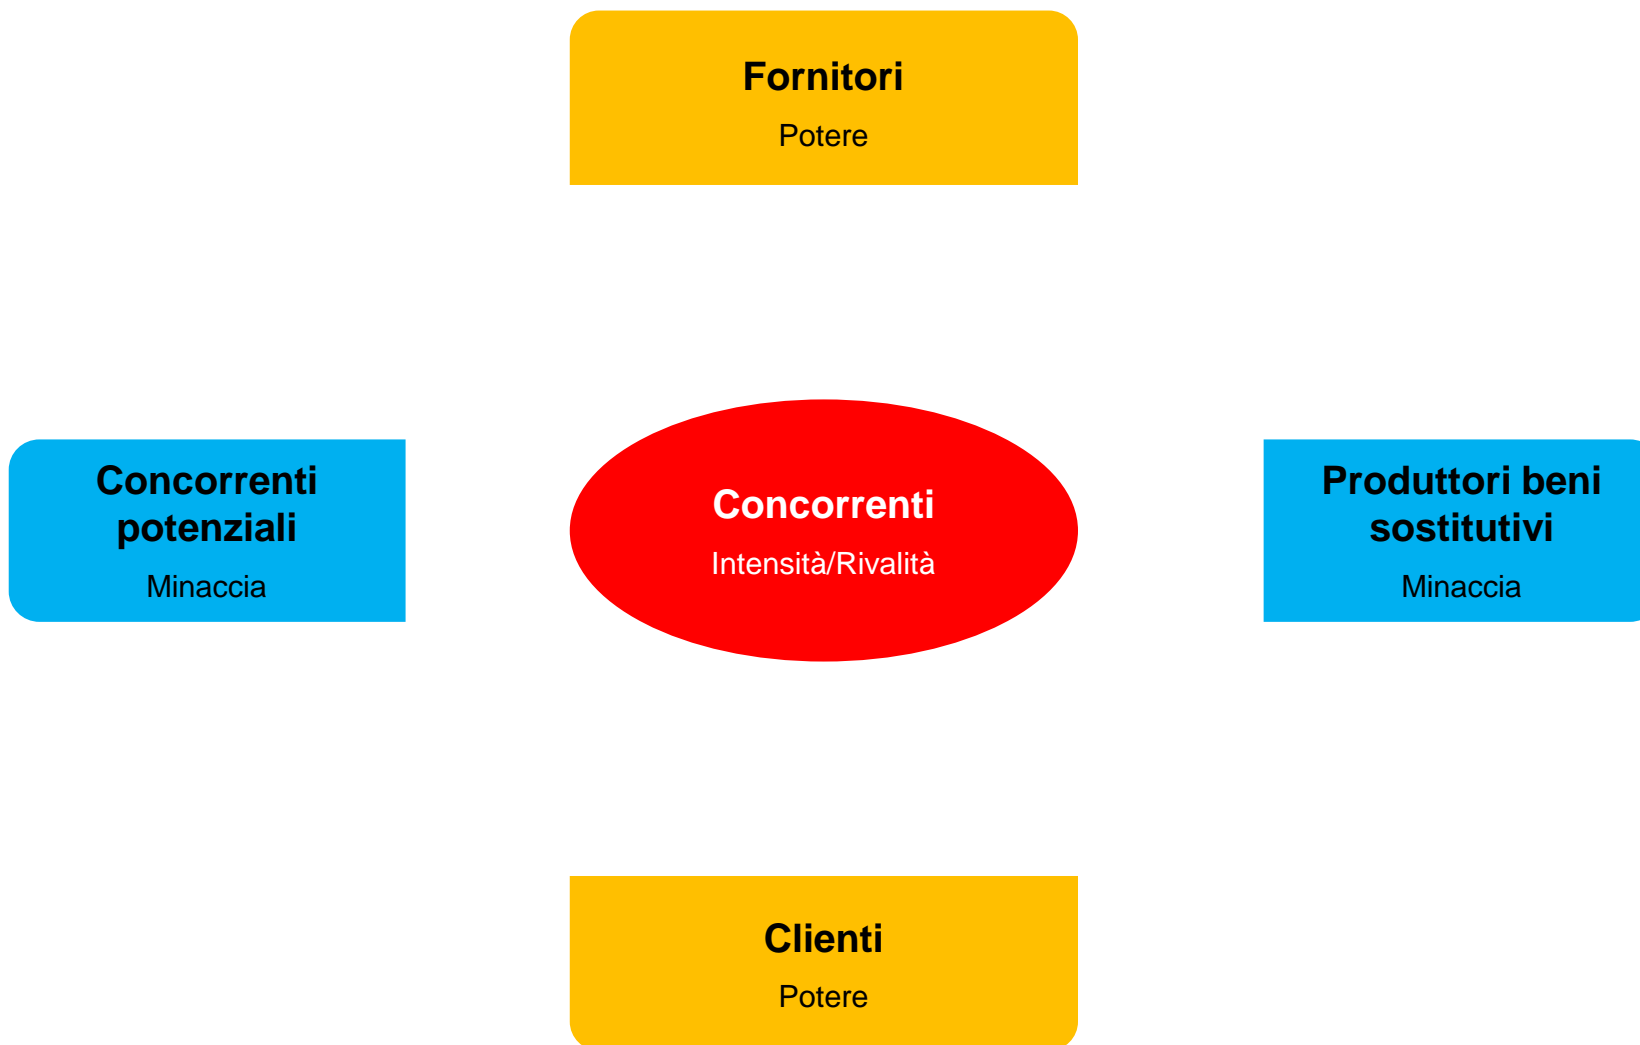 Fornitori
Potere
Concorrenti
potenziali
Minaccia
Concorrenti
Intensità/Rivalità
Produttori beni
sostitutivi
Minaccia
Clienti
Potere